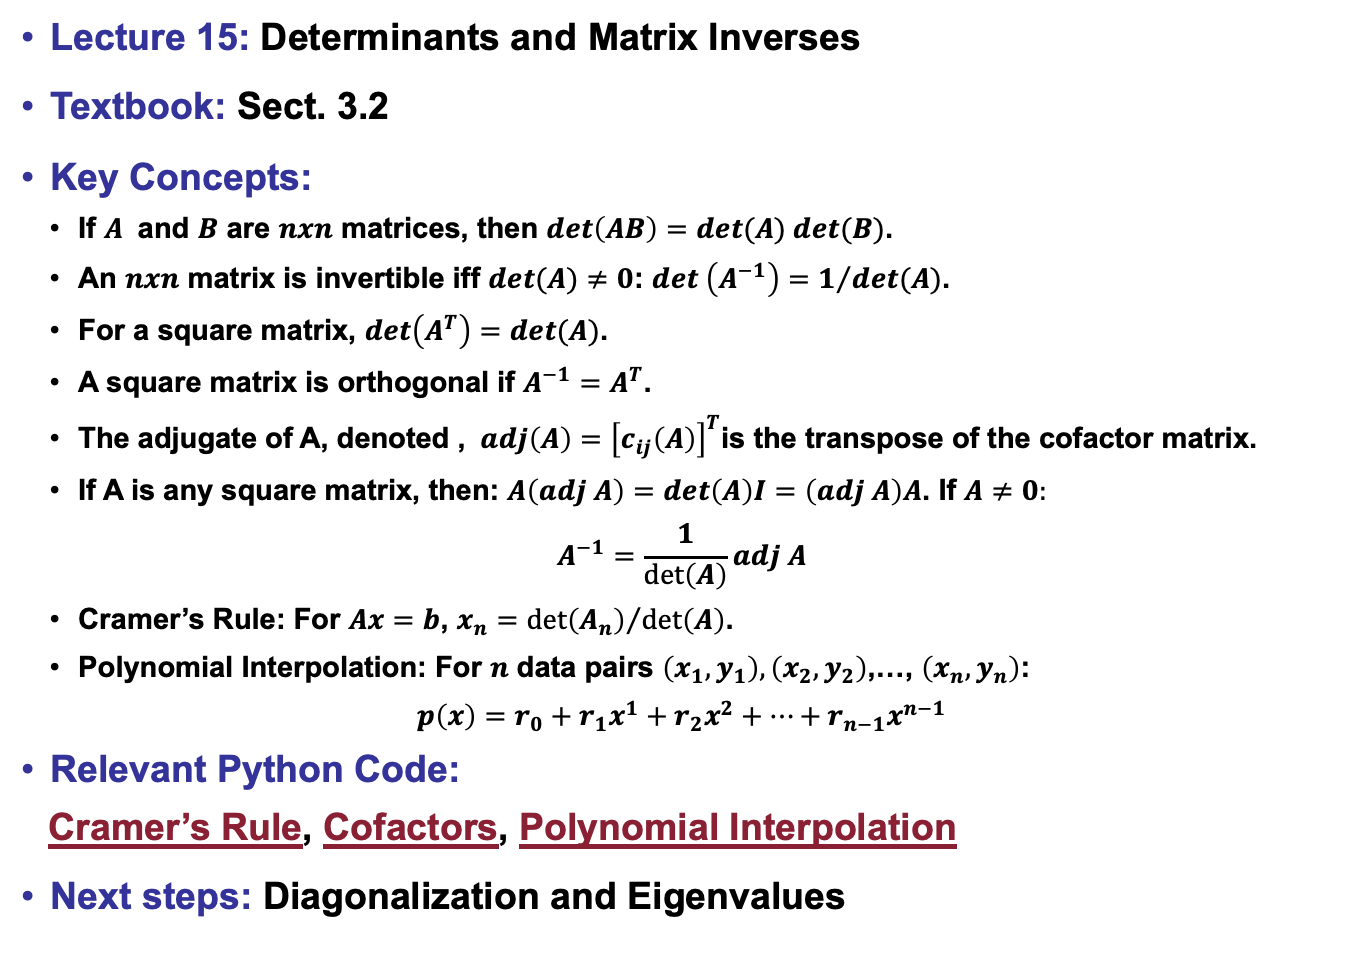 • Lecture 15: Determinants and Matrix Inverses
• Textbook: Sect. 3.2
• Key Concepts:
• If A and B are nxn matrices, then det(AB) = det(A) det(B).
• An nxn matrix is invertible iff det(A) ≠ 0: det (A⁻¹) = 1/det(A).
• For a square matrix, det(Aᵀ) = det(A).
• A square matrix is orthogonal if A⁻¹ = Aᵀ.
• The adjugate of A, denoted , adj(A) = [cᵢⱼ(A)]ᵀ is the transpose of the cofactor matrix.
• If A is any square matrix, then: A(adj A) = det(A)I = (adj A)A. If A ≠ 0:
A⁻¹ = 1/det(A) adj A
• Cramer’s Rule: For Ax = b, xₙ = det(Aₙ)/det(A).
• Polynomial Interpolation: For n data pairs (x₁, y₁), (x₂, y₂),…, (xₙ, yₙ):
p(x) = r₀ + r₁x¹ + r₂x² + ⋯ + rₙ₋₁xⁿ⁻¹
• Relevant Python Code:
Cramer’s Rule, Cofactors, Polynomial Interpolation
• Next steps: Diagonalization and Eigenvalues